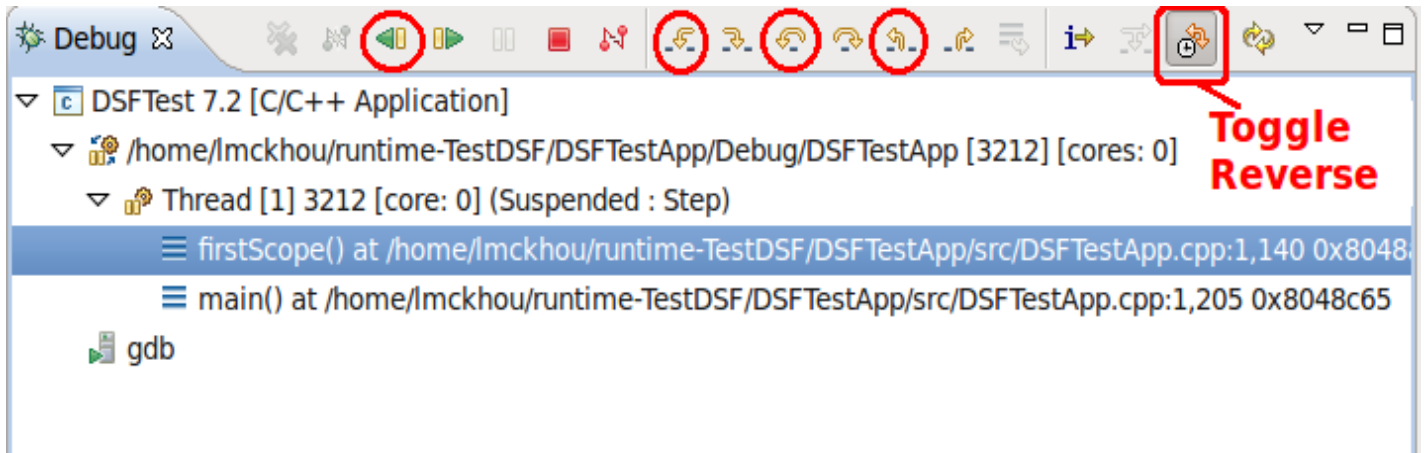 Debug
DSFTest 7.2 [C/C++ Application]
Toggle
/home/lmckhou/runtime-TestDSF/DSFTestApp/Debug/DSFTestApp [3212] [cores: 0]
Reverse
Thread [1] 3212 [core: 0] (Suspended : Step)
firstScope() at /home/lmckhou/runtime-TestDSF/DSFTestApp/src/DSFTestApp.cpp:1,140 0x8048
main() at /home/lmckhou/runtime-TestDSF/DSFTestApp/src/DSFTestApp.cpp:1,205 0x8048c65
gdb